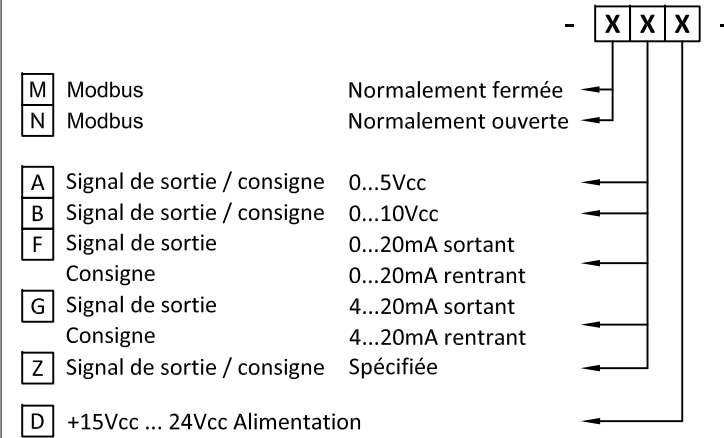 - X X X -
M Modbus Normalement fermée
N Modbus Normalement ouverte
A Signal de sortie / consigne 0...5Vcc
B Signal de sortie / consigne 0...10Vcc
F Signal de sortie 0...20mA sortant
Consigne 0...20mA rentrant
G Signal de sortie 4...20mA sortant
Consigne 4...20mA rentrant
Z Signal de sortie / consigne Spécifiée
D +15Vcc ... 24Vcc Alimentation